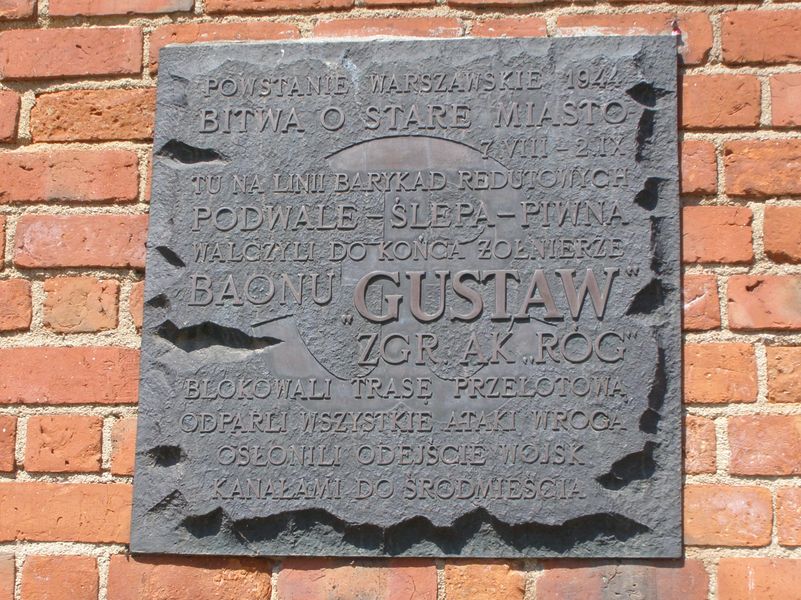 POWSTANIE WARSZAWSKIE 1944
BITWA O STARE MIASTO
7 VIII – 2 IX
TU NA LINII BARYKAD REDUTOWYCH
PODWALE – ŚLEPA – PIWNA
WALCZYLI DO KOŃCA ŻOŁNIERZE
BAONU „GUSTAW"
ZGR. AK „RÓG"
BLOKOWALI TRASĘ PRZELOTOWĄ
ODPARLI WSZYSTKIE ATAKI WROGA
OSŁONILI ODEJŚCIE WOJSK
KANAŁAMI DO ŚRÓDMIEŚCIA